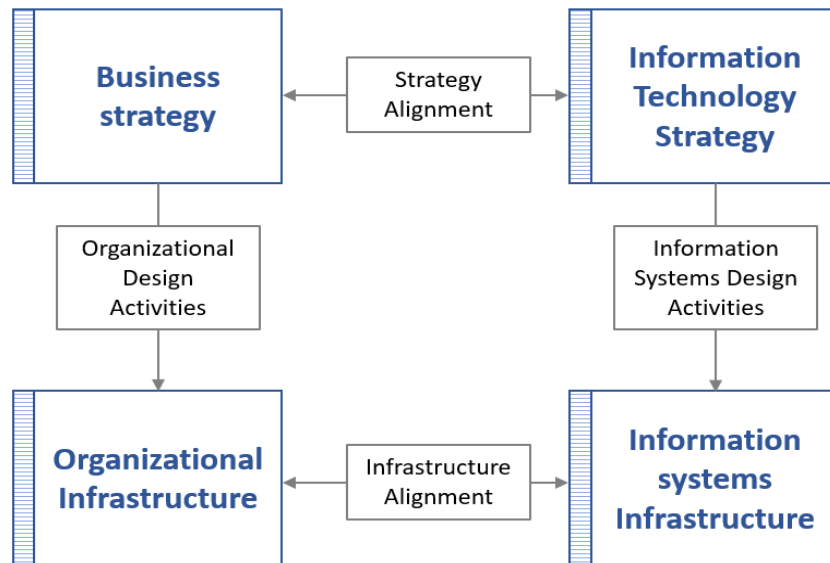 Business
strategy
Strategy
Alignment
Information
Technology
Strategy
Organizational
Design
Activities
Information
Systems Design
Activities
Organizational
Infrastructure
Infrastructure
Alignment
Information
systems
Infrastructure